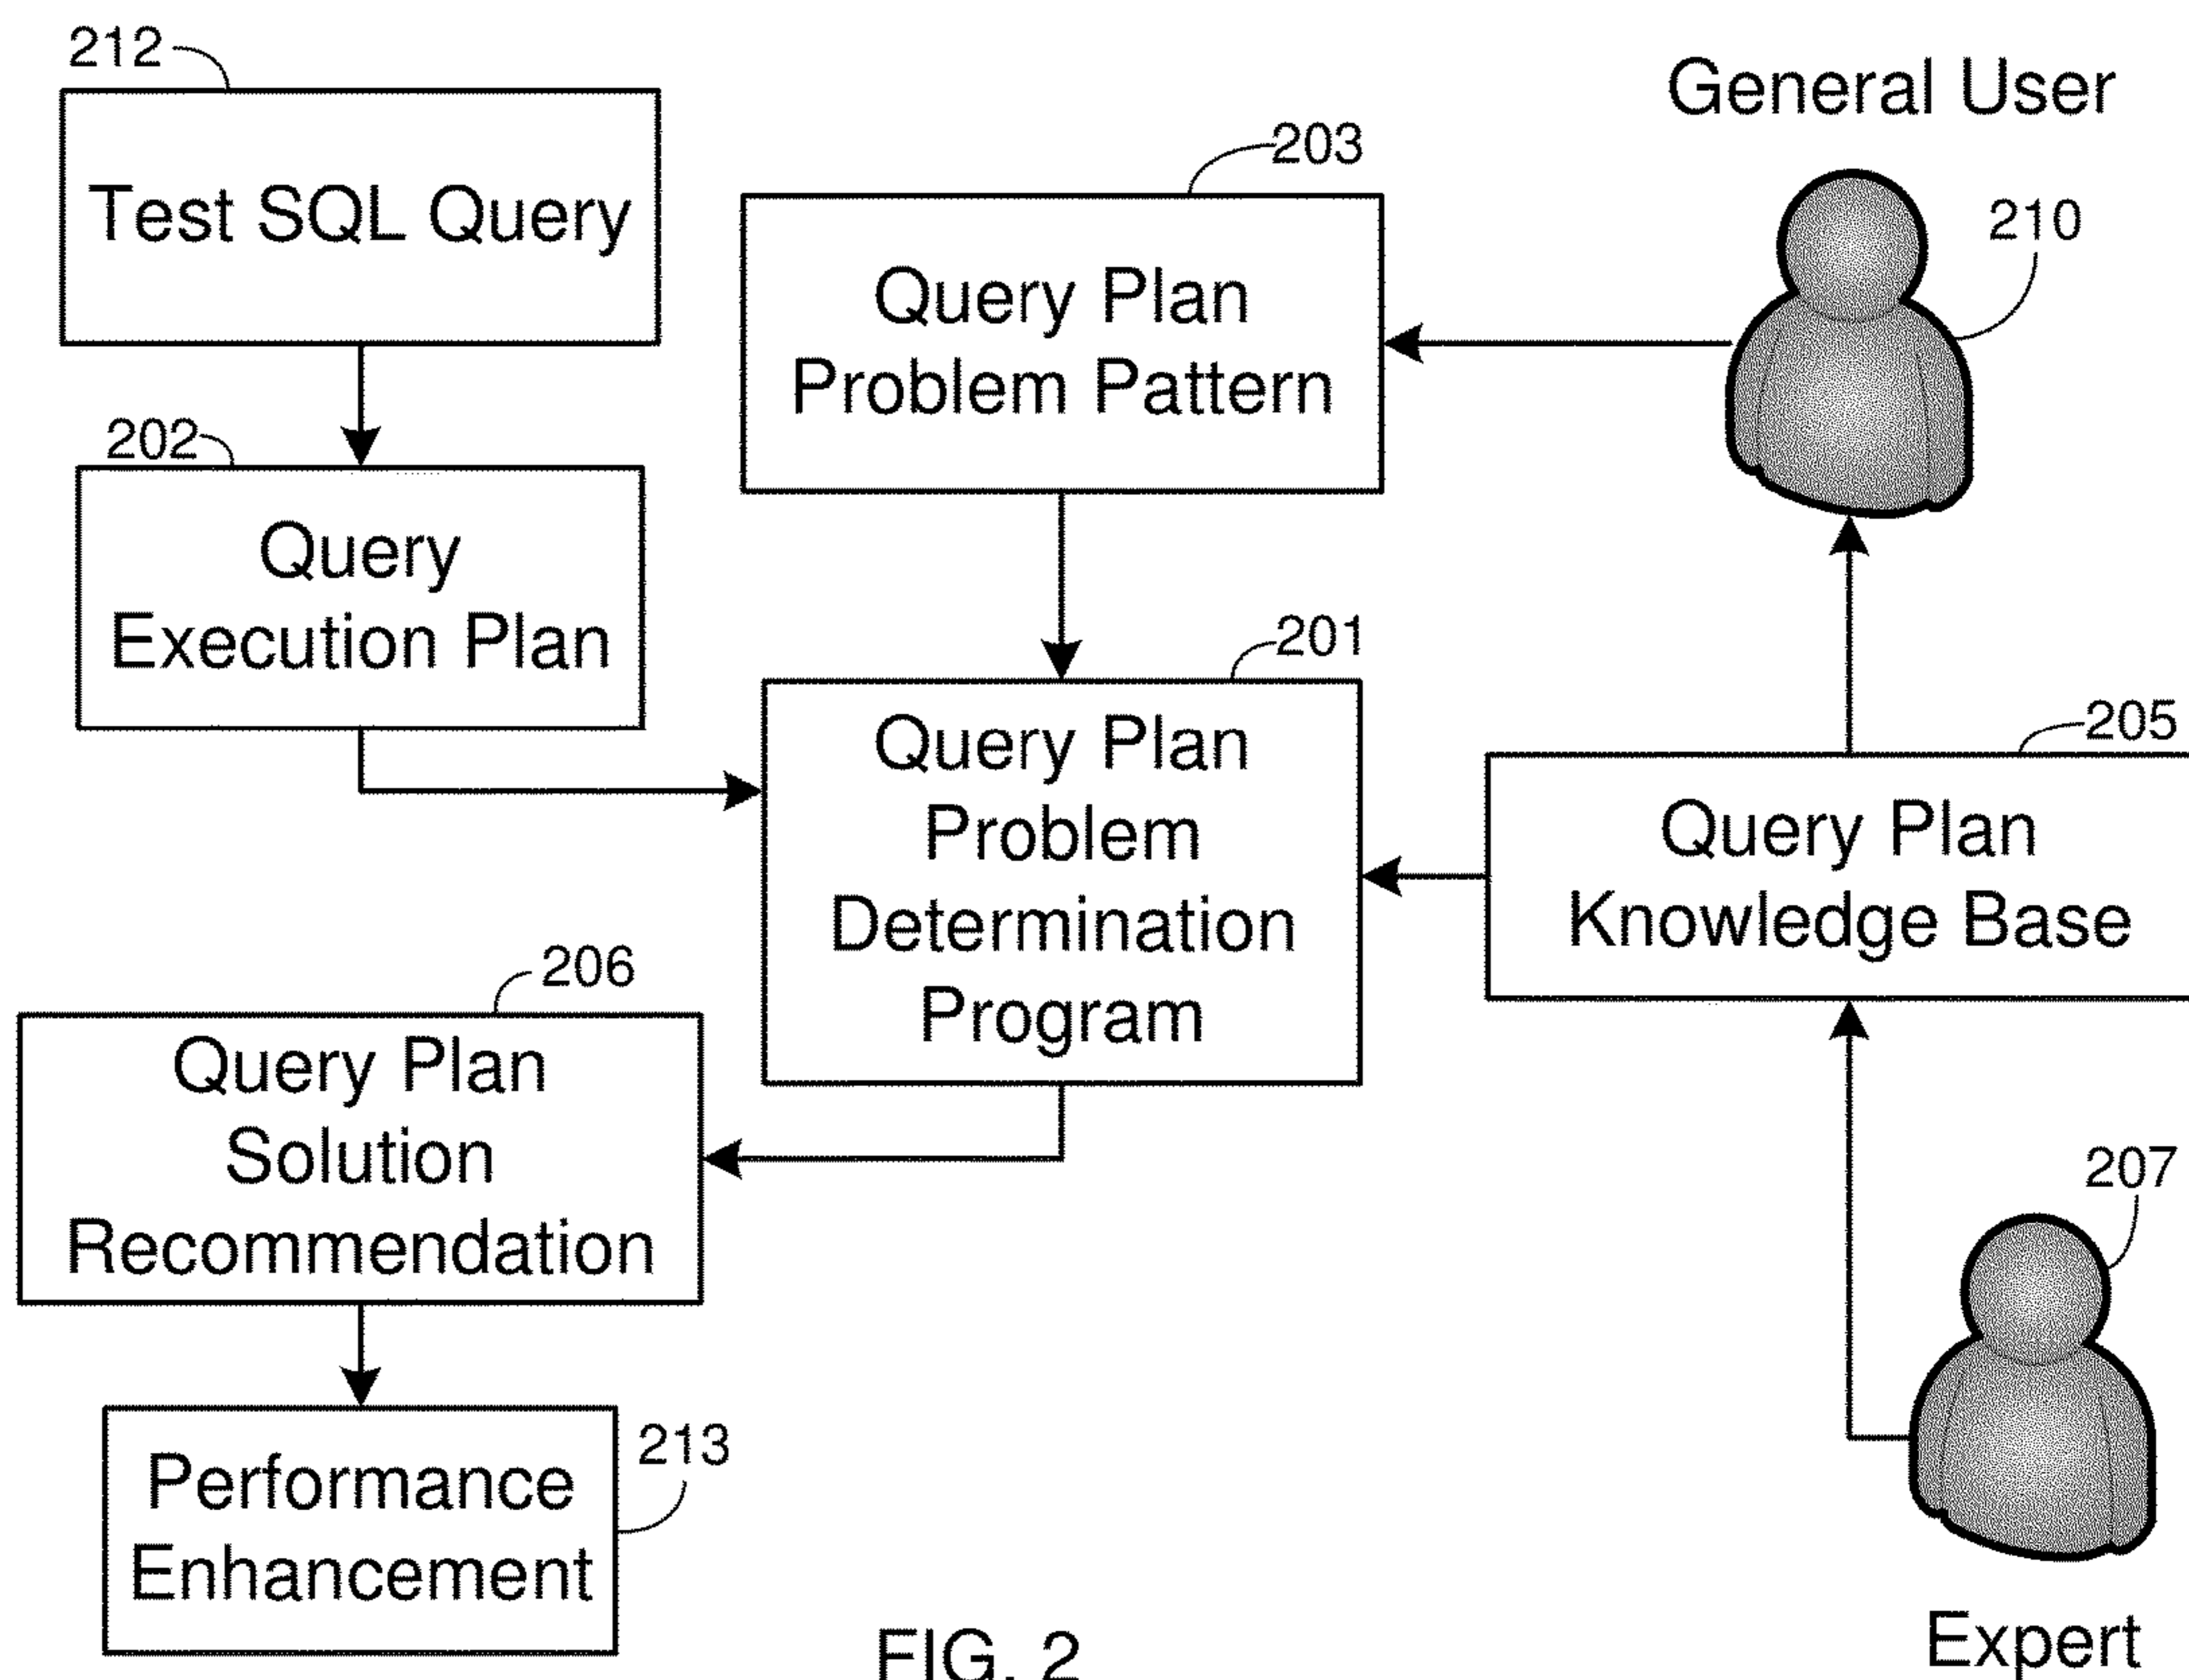 212
Test SQL Query
General User
203
210
Query Plan
Problem Pattern
202
Query
Execution Plan
201
Query Plan
Problem
Determination
Program
205
Query Plan
Knowledge Base
206
Query Plan
Solution
Recommendation
207
213
Performance
Enhancement
Expert
FIG. 2